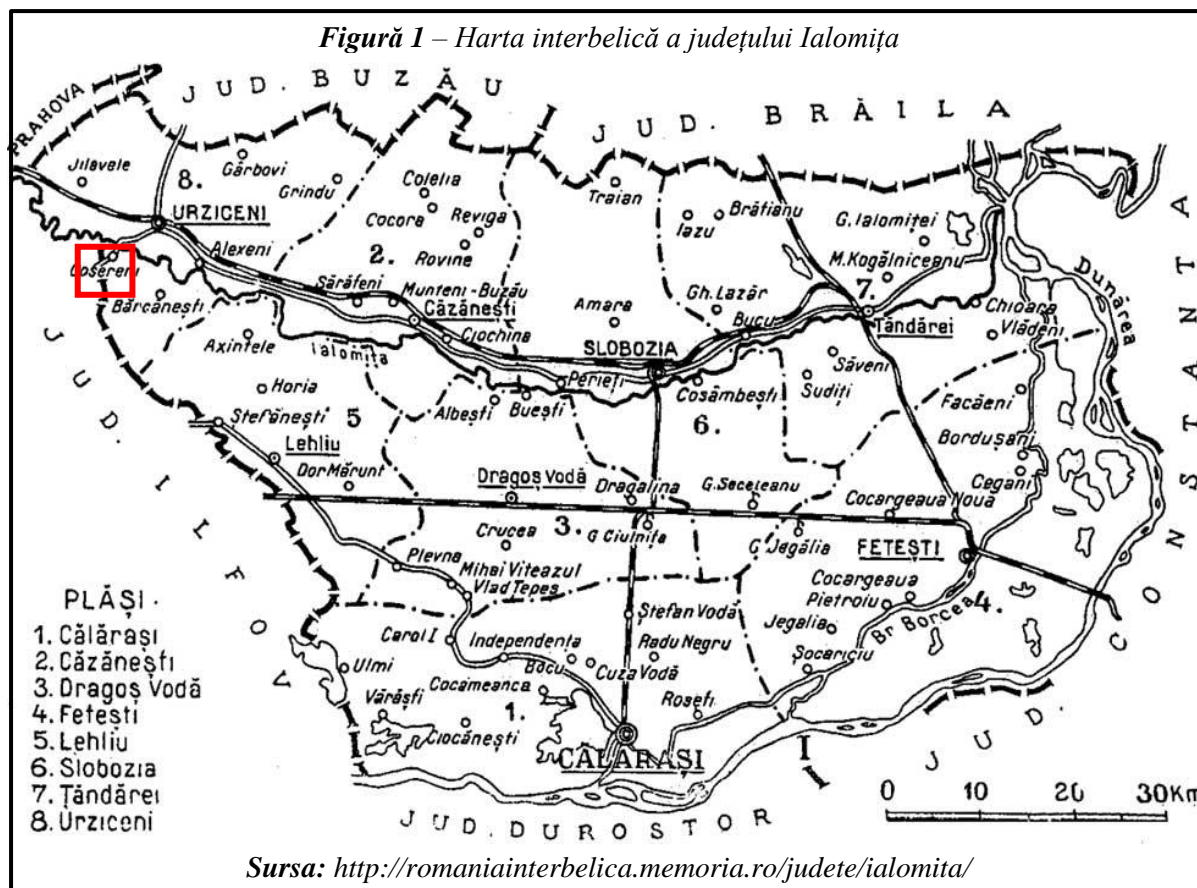 Figură 1 – Harta interbelică a județului Ialomița
JUD. BUZĂU
JUD. BRĂILA
PRAHOVA
Jilavele
8.
Gârbovi
Grindu
Colelia
Traian
URZICENI
Cocora
Reviga
Iazu
Brătianu
G. Ialomiței
Coșereni
Alexeni
2.
Rovine
M. Kogălniceanu
Bărcănești
Sărăfeni
Munteni-Buzău
Căzănești
Amara
Gh. Lazăr
7.
Chioara
Dunărea
Axintele
Ialomița
Ciochina
SLOBOZIA
Bucu
Țăndărei
Vlădeni
Horia
Perieți
Săveni
Ștefănești
5
Albești
Buești
Cosâmbești
Sudiți
Facăeni
6.
Lehliu
Bordușani
Dor Mărunt
Dragoș Vodă
Dragalina
G. Seceleanu
Cegani
Cocargeaua Nouă
Crucea
3.
G. Ciulnița
G. Jegălia
FETEȘTI
Plevna
Mihai Viteazul
Vlad Țepeș
Cocargeaua
Pietroiu
4.
Ștefan Vodă
Br Borcea
Carol I
Independența
Radu Negru
Jegalia
Ulmi
Bocu
Cuza Vodă
Socariciu
Vărăști
Cocameanca
Roseți
1.
Ciocănești
CĂLĂRAȘI
JUD. ILFOV
JUD. DUROSTOR
JUD.
CONSTANTA
PLĂȘI.
1. Călărași
2. Căzănești
3. Dragoș Vodă
4. Fetești
5. Lehliu
6. Slobozia
7. Țăndărei
8. Urziceni
0 10 20 30Km
Sursa: http://romaniainterbelica.memoria.ro/judete/ialomita/